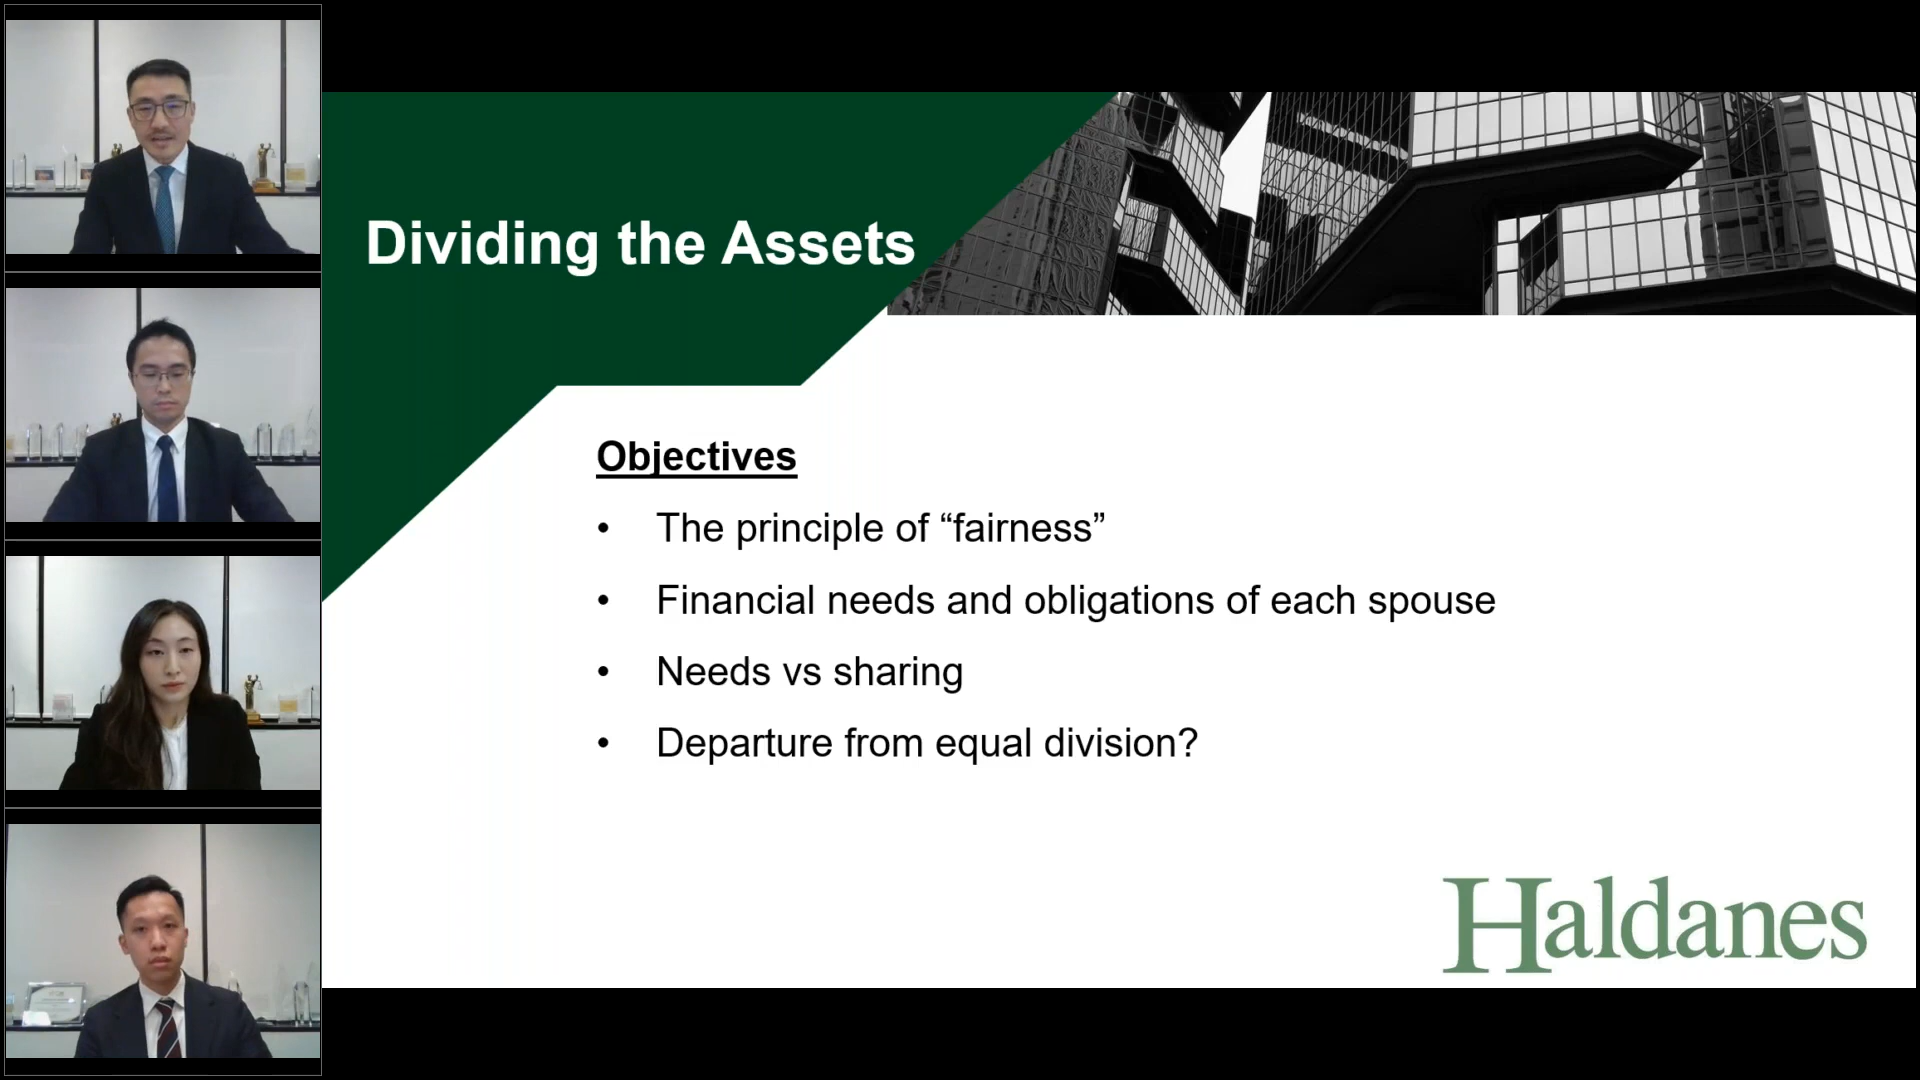 Dividing the Assets
Objectives
• The principle of “fairness”
• Financial needs and obligations of each spouse
• Needs vs sharing
• Departure from equal division?
Haldanes